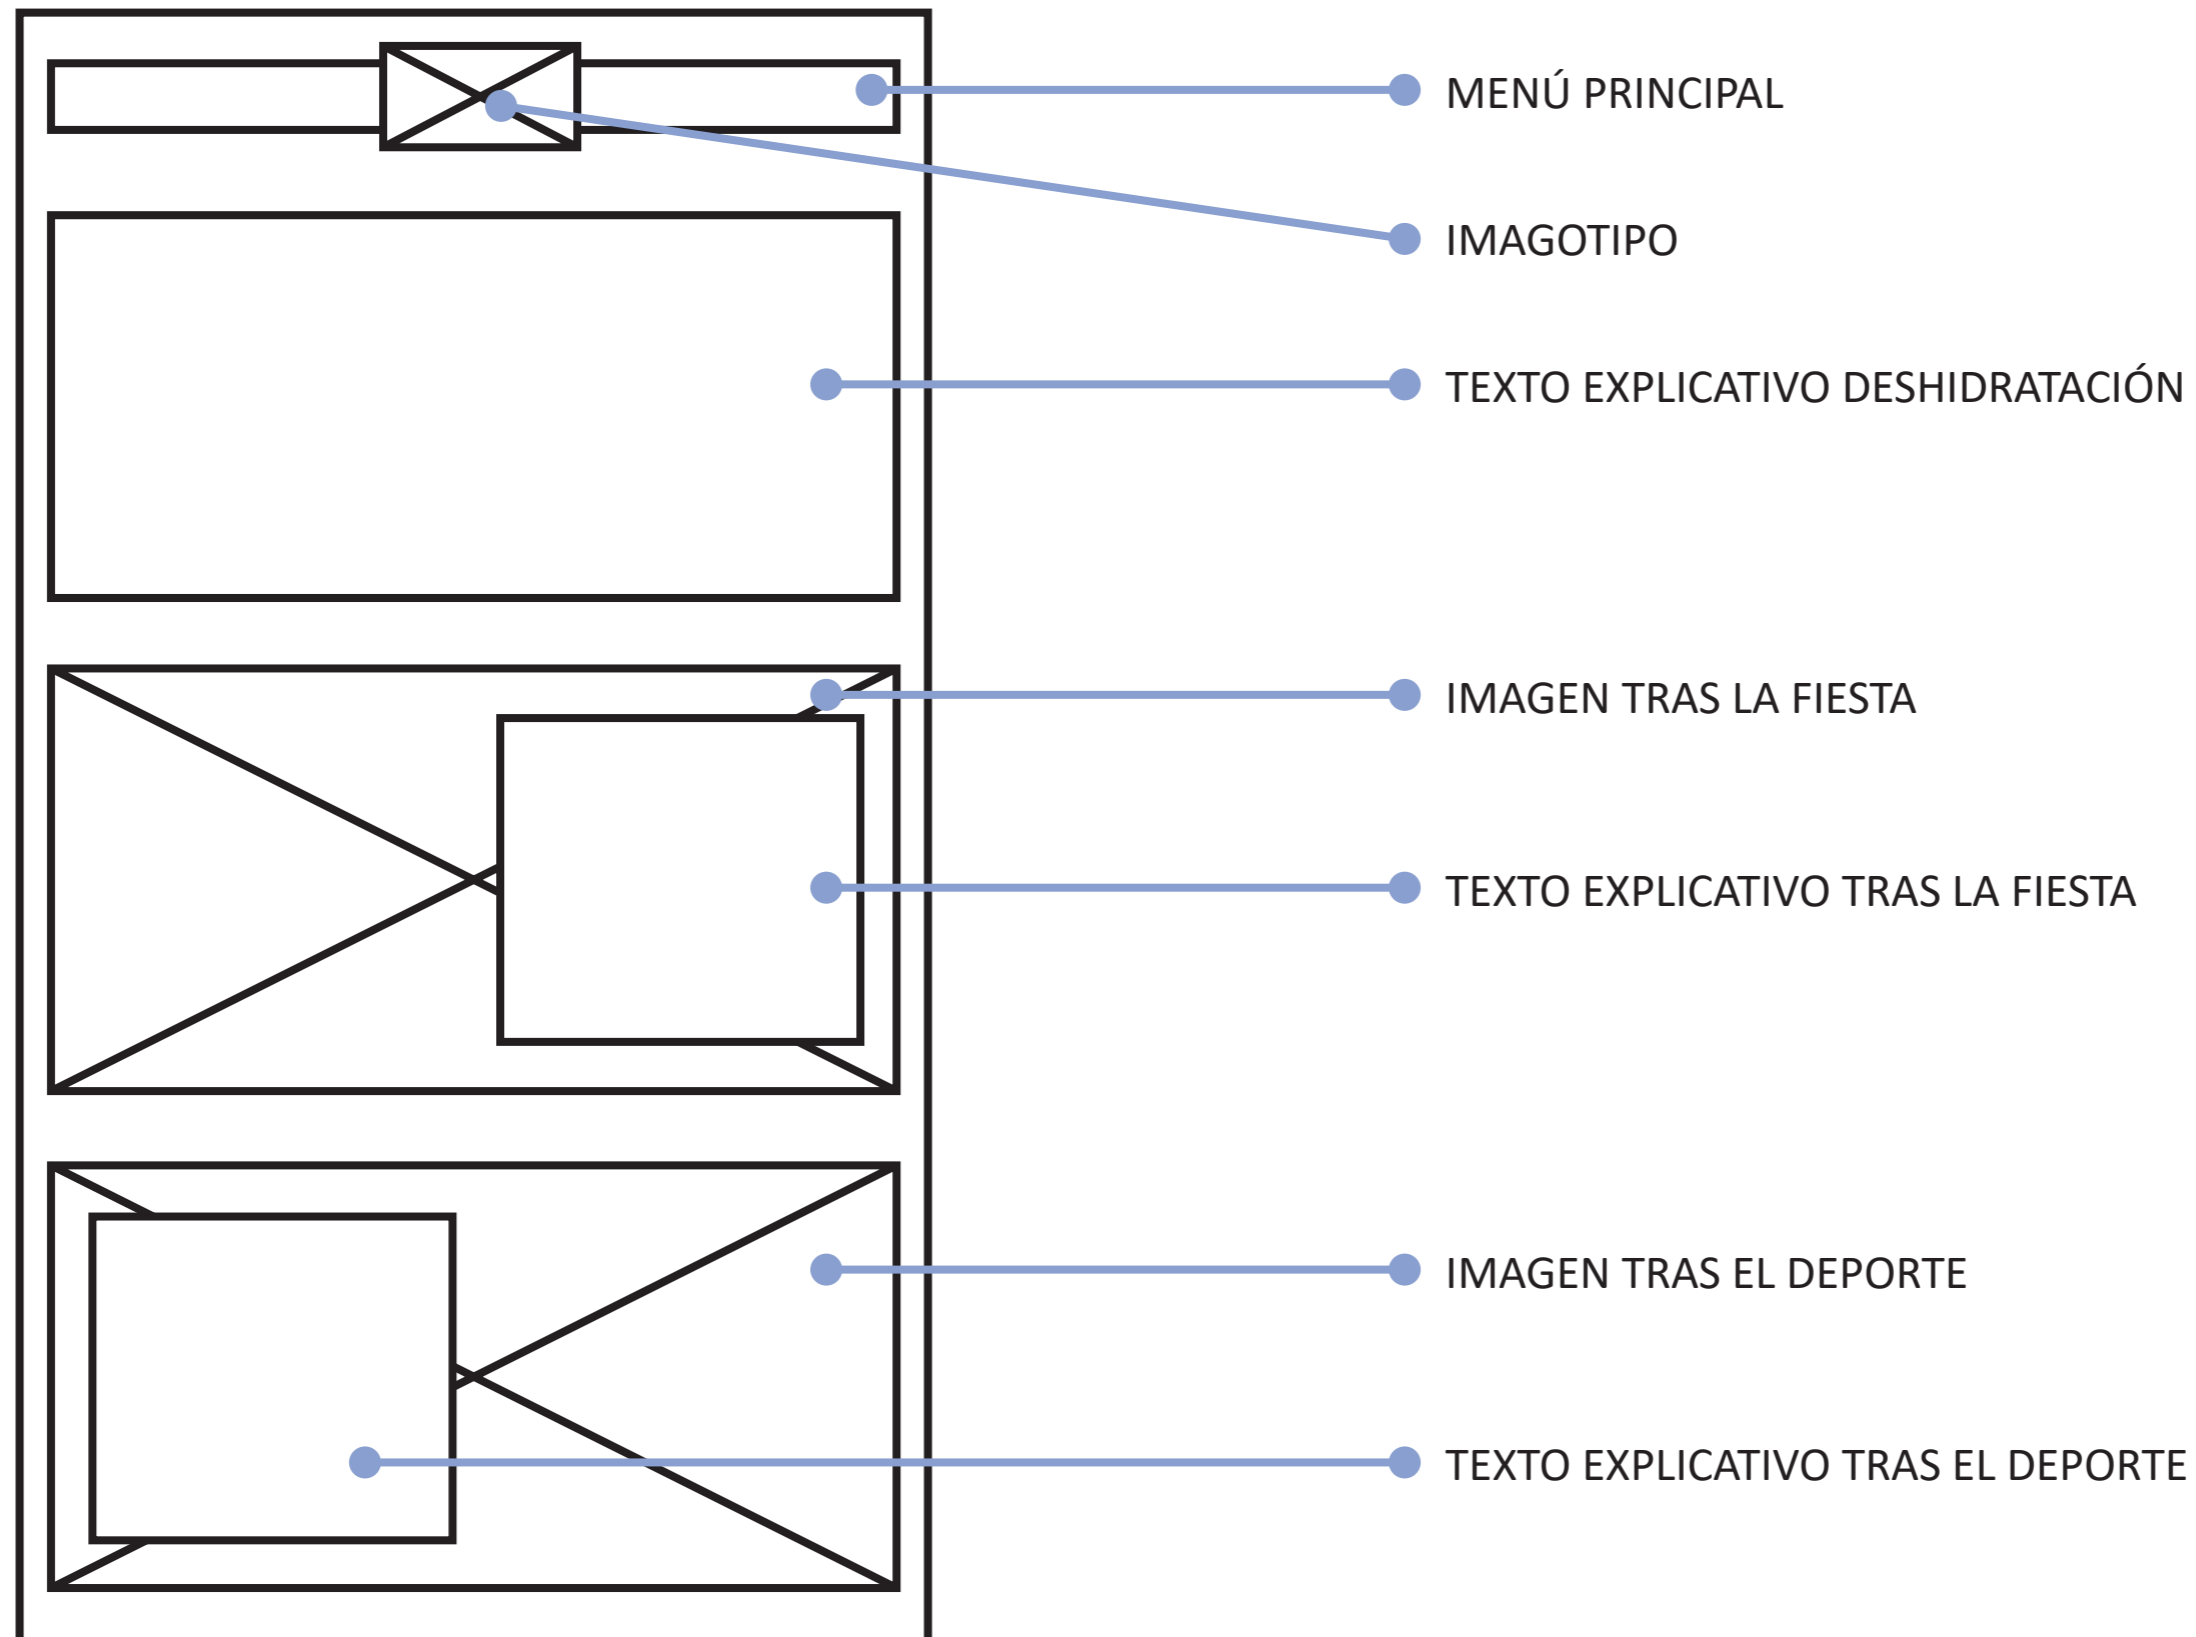 MENÚ PRINCIPAL
IMAGOTIPO
TEXTO EXPLICATIVO DESHIDRATACIÓN
IMAGEN TRAS LA FIESTA
TEXTO EXPLICATIVO TRAS LA FIESTA
IMAGEN TRAS EL DEPORTE
TEXTO EXPLICATIVO TRAS EL DEPORTE